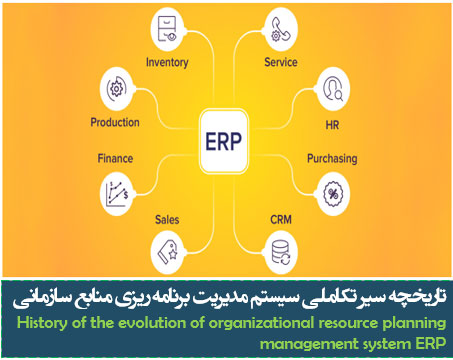 Inventory
Service
Production
HR
ERP
Finance
Purchasing
Sales
CRM
تاریخچه سیر تکاملی سیستم مدیریت برنامه ریزی منابع سازمانی
History of the evolution of organizational resource planning
management system ERP